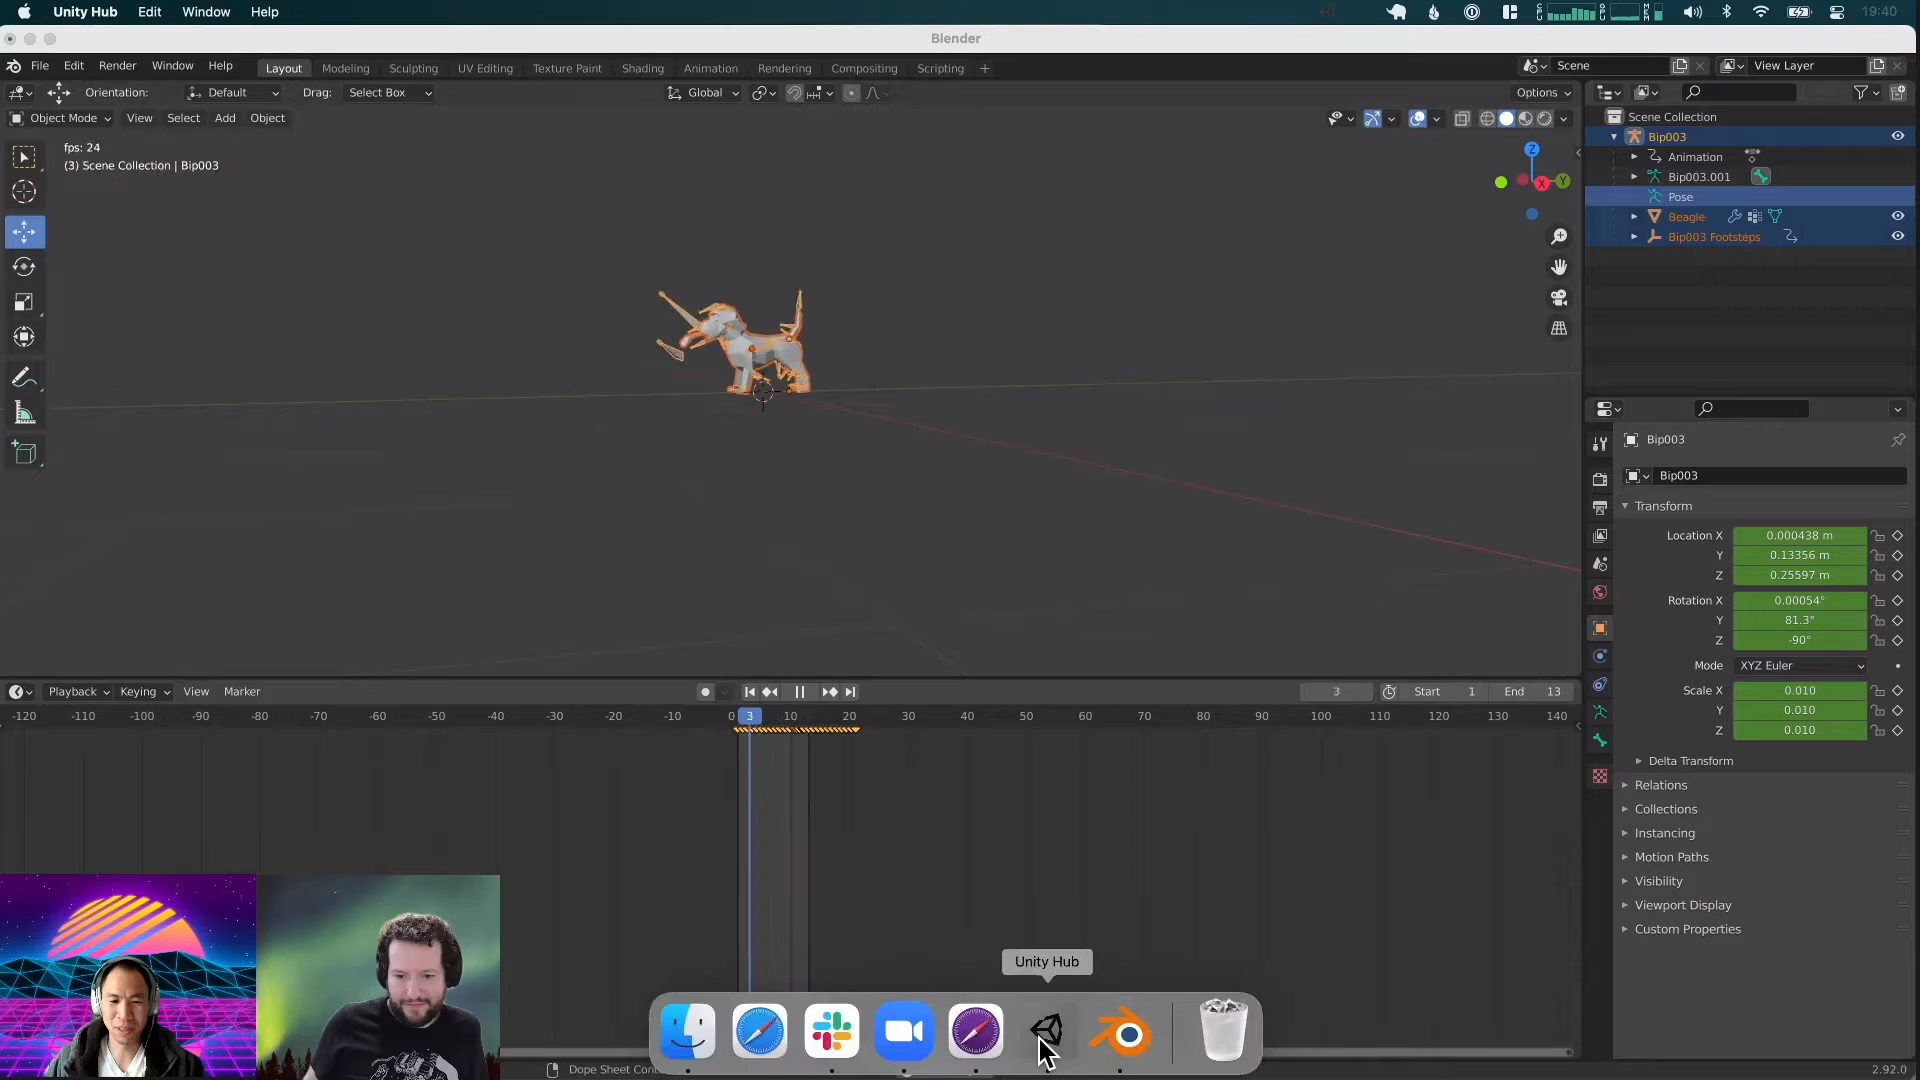 Unity Hub Edit Window Help 19:40
Blender
File Edit Render Window Help Layout Modeling Sculpting UV Editing Texture Paint Shading Animation Rendering Compositing Scripting Scene View Layer
Orientation: Default Drag: Select Box Global Options
Object Mode View Select Add Object
fps: 24
(3) Scene Collection | Bip003
Z
X
Y
Scene Collection
Bip003
Animation
Bip003.001
Pose
Beagle
Bip003 Footsteps
Bip003
Bip003
Transform
Location X 0.000438 m
Y 0.13356 m
Z 0.25597 m
Rotation X 0.00054°
Y 81.3°
Z -90°
Mode XYZ Euler
Scale X 0.010
Y 0.010
Z 0.010
Delta Transform
Relations
Collections
Instancing
Motion Paths
Visibility
Viewport Display
Custom Properties
Playback Keying View Marker 3 Start 1 End 13
-120 -110 -100 -90 -80 -70 -60 -50 -40 -30 -20 -10 0 3 10 20 30 40 50 60 70 80 90 100 110 120 130 140
Unity Hub
Dope Sheet 2.92.0